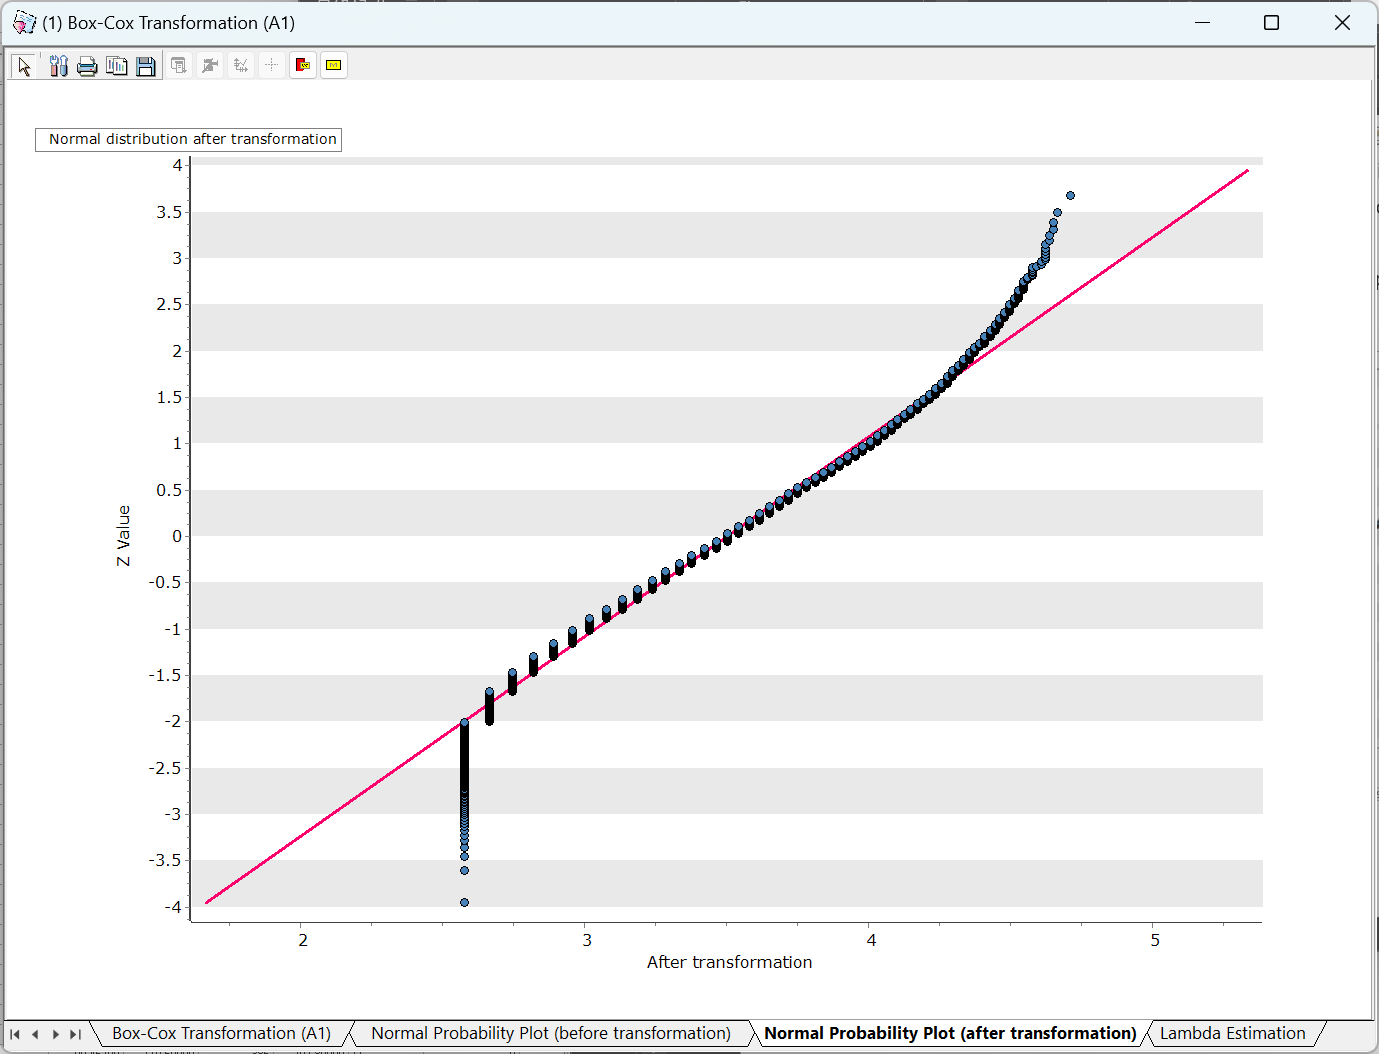 (1) Box-Cox Transformation (A1)
Normal distribution after transformation
4
3.5
3
2.5
2
1.5
1
0.5
0
-0.5
-1
-1.5
-2
-2.5
-3
-3.5
-4
Z Value
2 3 4 5
After transformation
Box-Cox Transformation (A1) Normal Probability Plot (before transformation) Normal Probability Plot (after transformation) Lambda Estimation